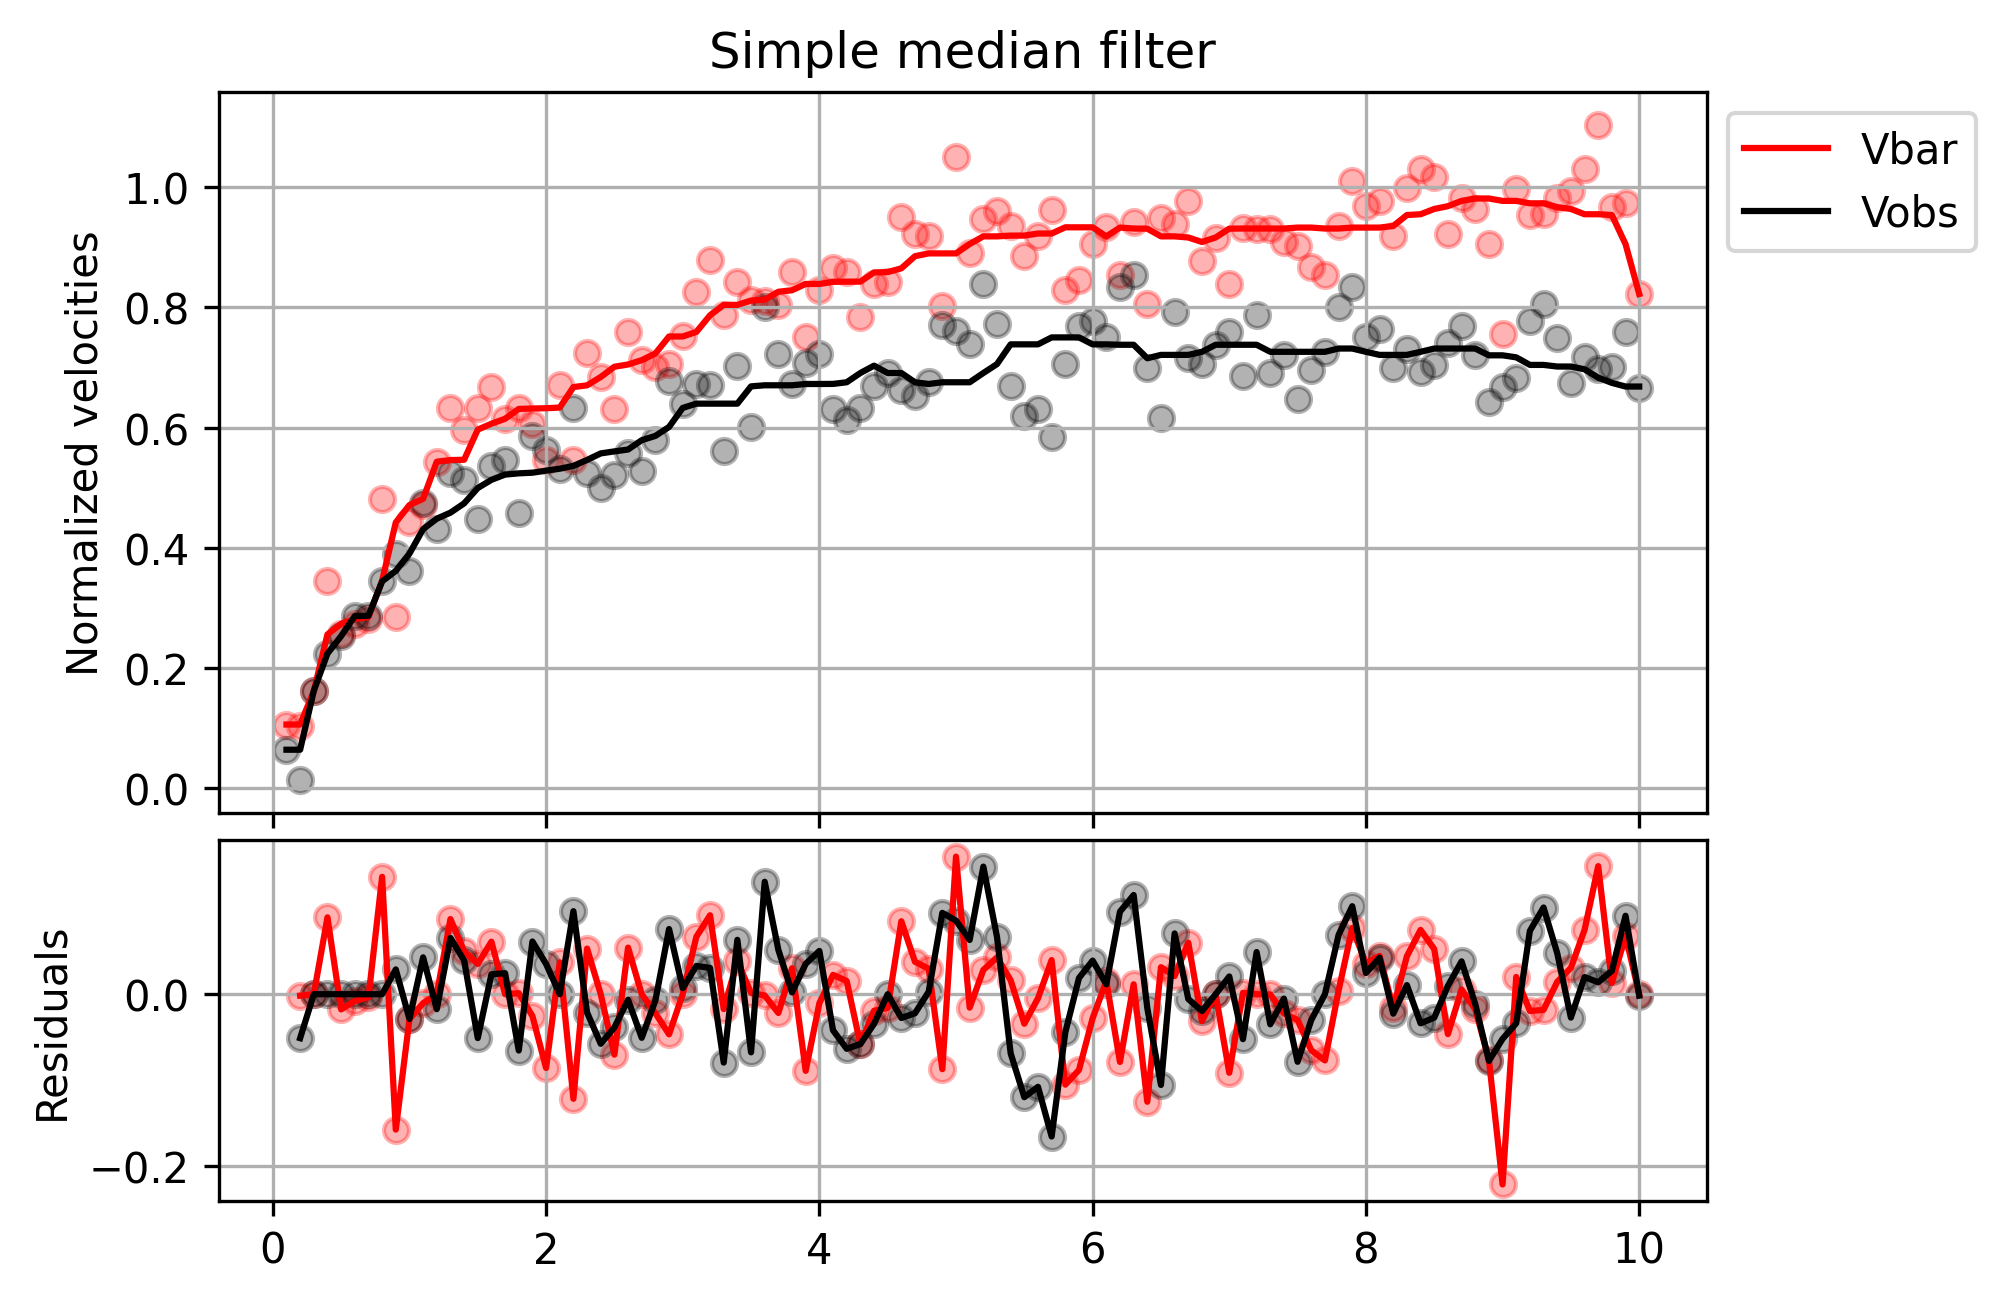 Simple median filter
Vbar
Vobs
Normalized velocities
1.0
0.8
0.6
0.4
0.2
0.0
Residuals
0.0
−0.2
0 2 4 6 8 10